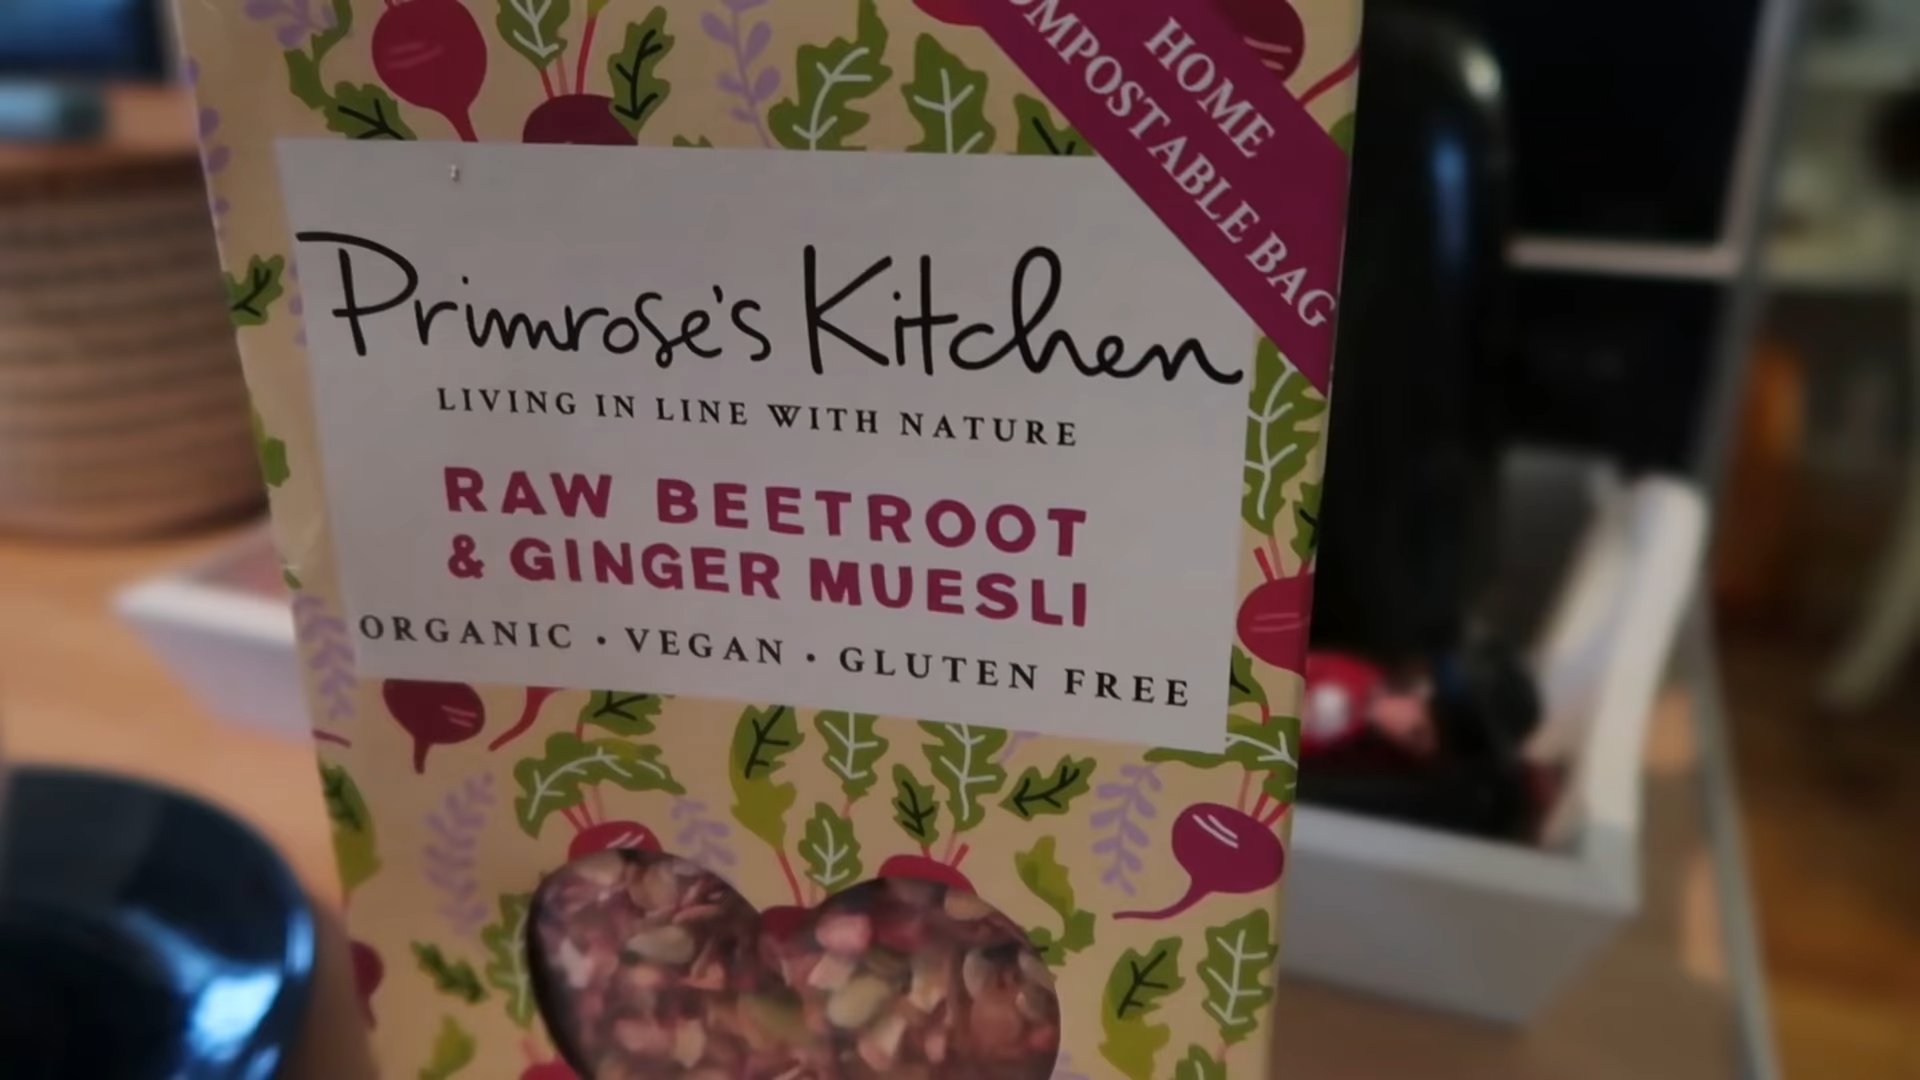 HOME
COMPOSTABLE BAG
Primrose's Kitchen
LIVING IN LINE WITH NATURE
RAW BEETROOT
& GINGER MUESLI
ORGANIC • VEGAN • GLUTEN FREE